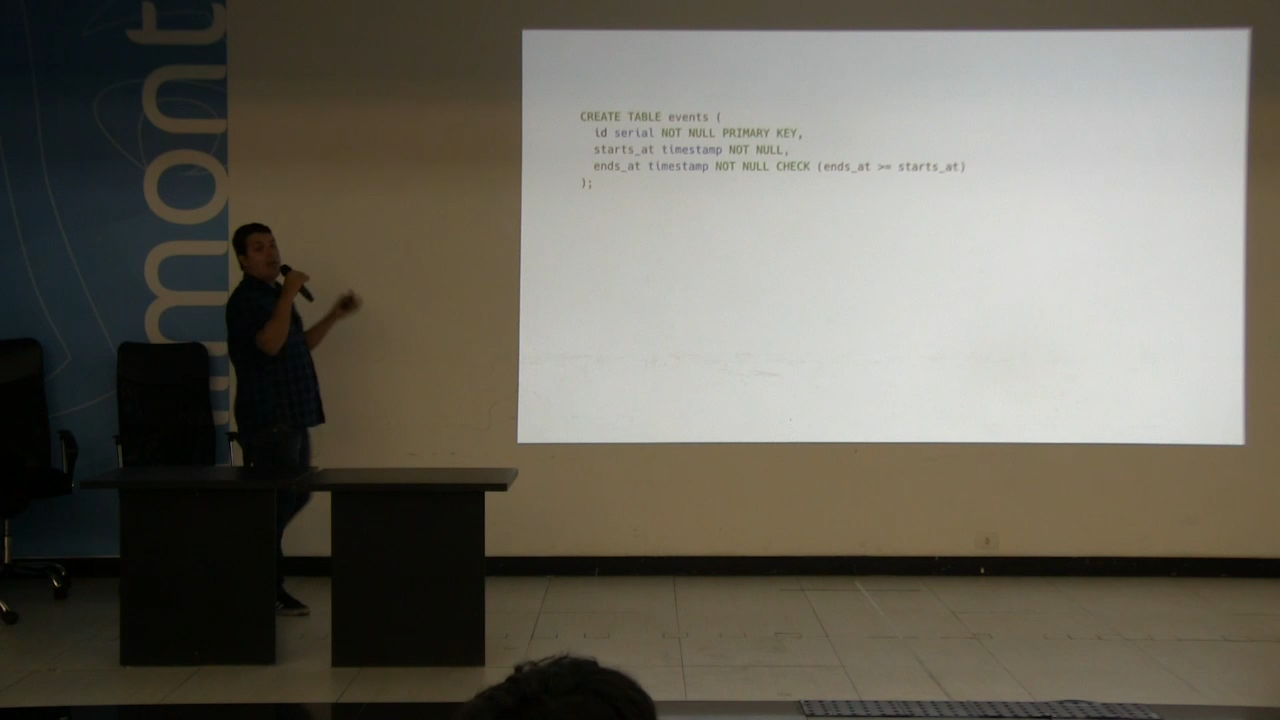 mont
CREATE TABLE events (
id serial NOT NULL PRIMARY KEY,
starts_at timestamp NOT NULL,
ends_at timestamp NOT NULL CHECK (ends_at >= starts_at)
);